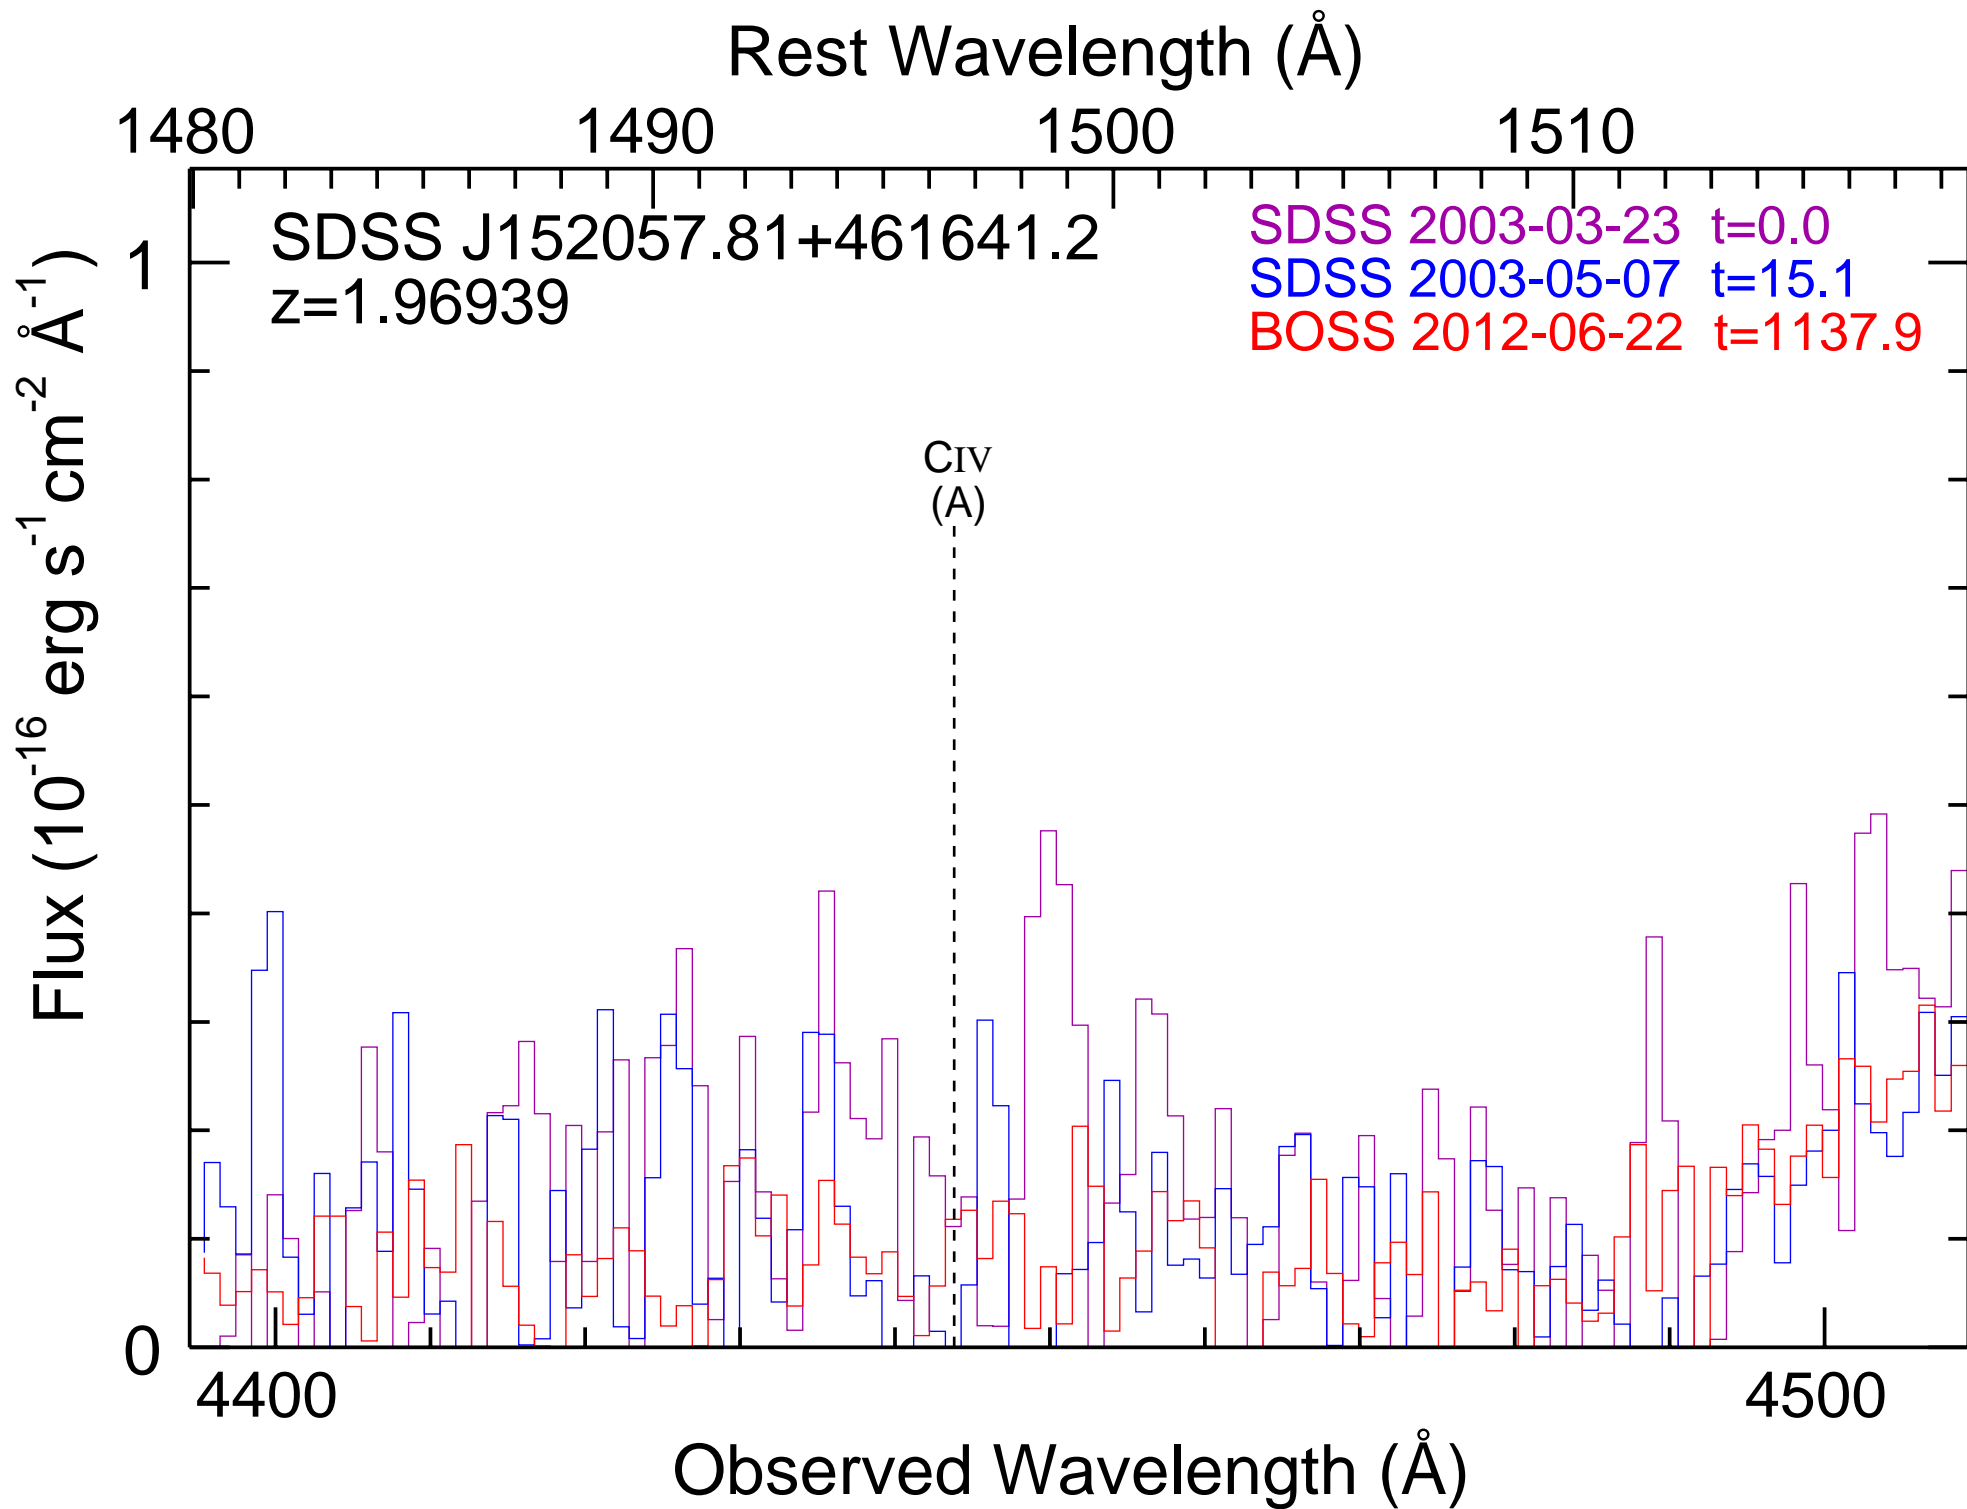 Rest Wavelength (Å)
1480 1490 1500 1510
SDSS J152057.81+461641.2
z=1.96939
SDSS 2003-03-23 t=0.0
SDSS 2003-05-07 t=15.1
BOSS 2012-06-22 t=1137.9
CIV
(A)
Flux (10⁻¹⁶ erg s⁻¹ cm⁻² Å⁻¹)
1
0
4400 4500
Observed Wavelength (Å)